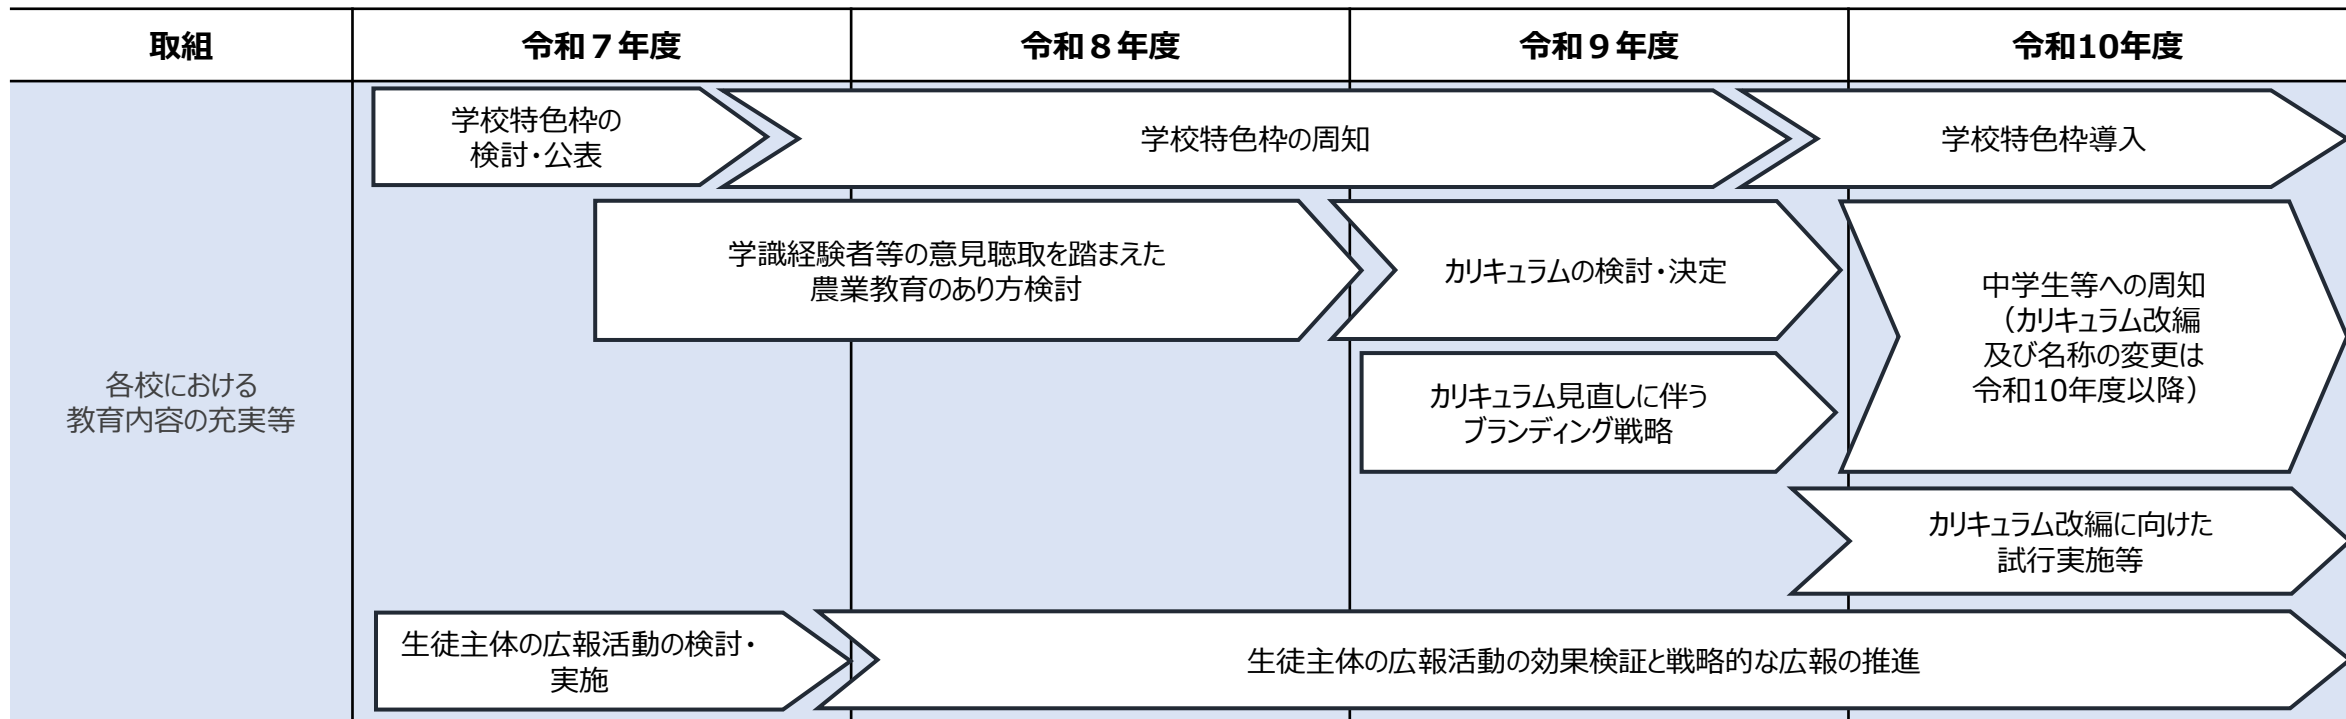 取組
令和７年度
令和８年度
令和９年度
令和10年度
各校における
教育内容の充実等
学校特色枠の
検討・公表
学校特色枠の周知
学校特色枠導入
学識経験者等の意見聴取を踏まえた
農業教育のあり方検討
カリキュラムの検討・決定
中学生等への周知
（カリキュラム改編
及び名称の変更は
令和10年度以降）
カリキュラム見直しに伴う
ブランディング戦略
カリキュラム改編に向けた
試行実施等
生徒主体の広報活動の検討・
実施
生徒主体の広報活動の効果検証と戦略的な広報の推進